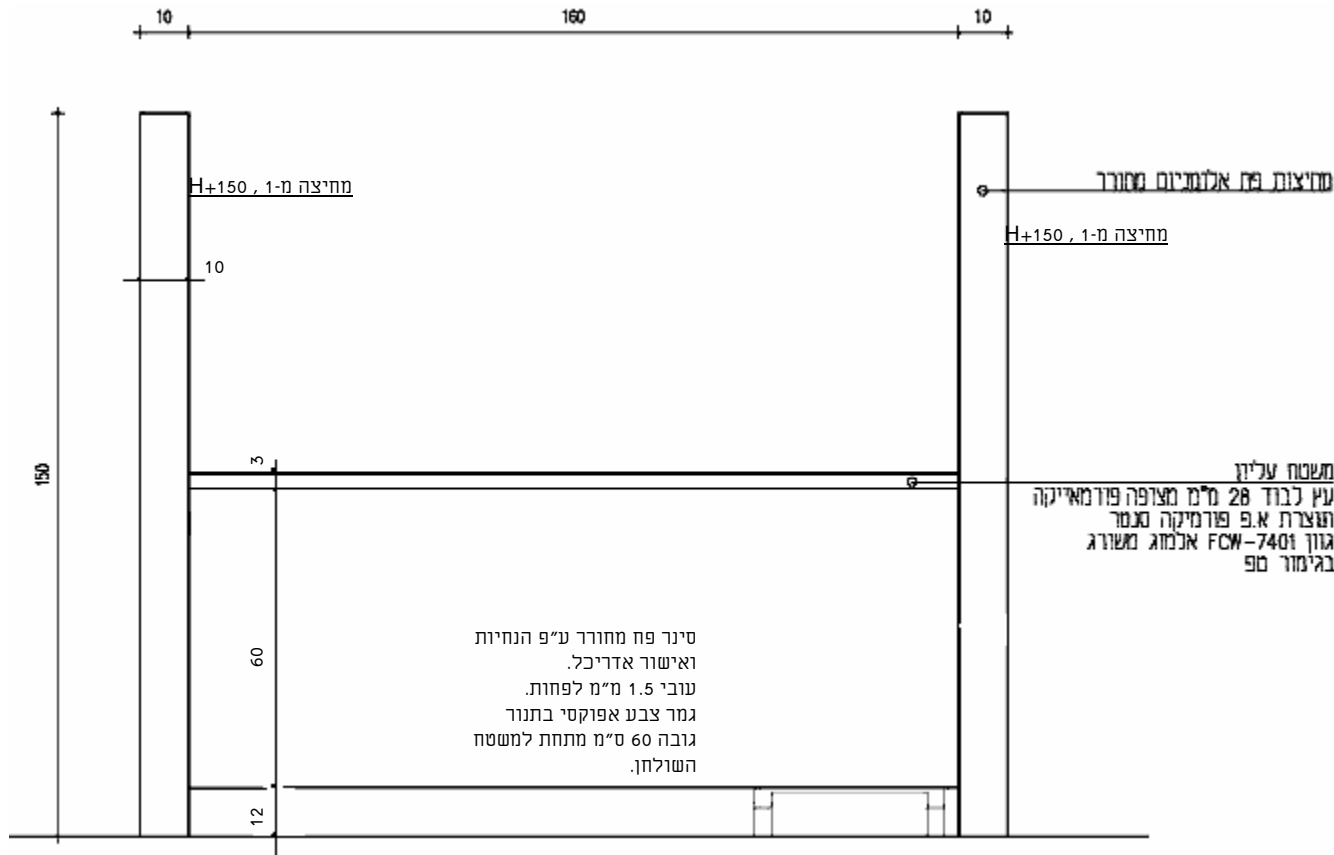 10
160
10
מחיצה מ-1 , H+150
מחיצות פח אלומניום מחורר
מחיצה מ-1 , H+150
10
150
3
משטח עליון
עץ לבוד 28 מ"מ מצופה פורמאייקה
תוצרת א.פ פורמיקה סנטר
גוון FCW-7401 אלמוג משורג
בגימור טפ
60
סינר פח מחורר ע"פ הנחיות
ואישור אדריכל.
עובי 1.5 מ"מ לפחות.
גמר צבע אפוקסי בתנור
גובה 60 ס"מ מתחת למשטח
השולחן.
12